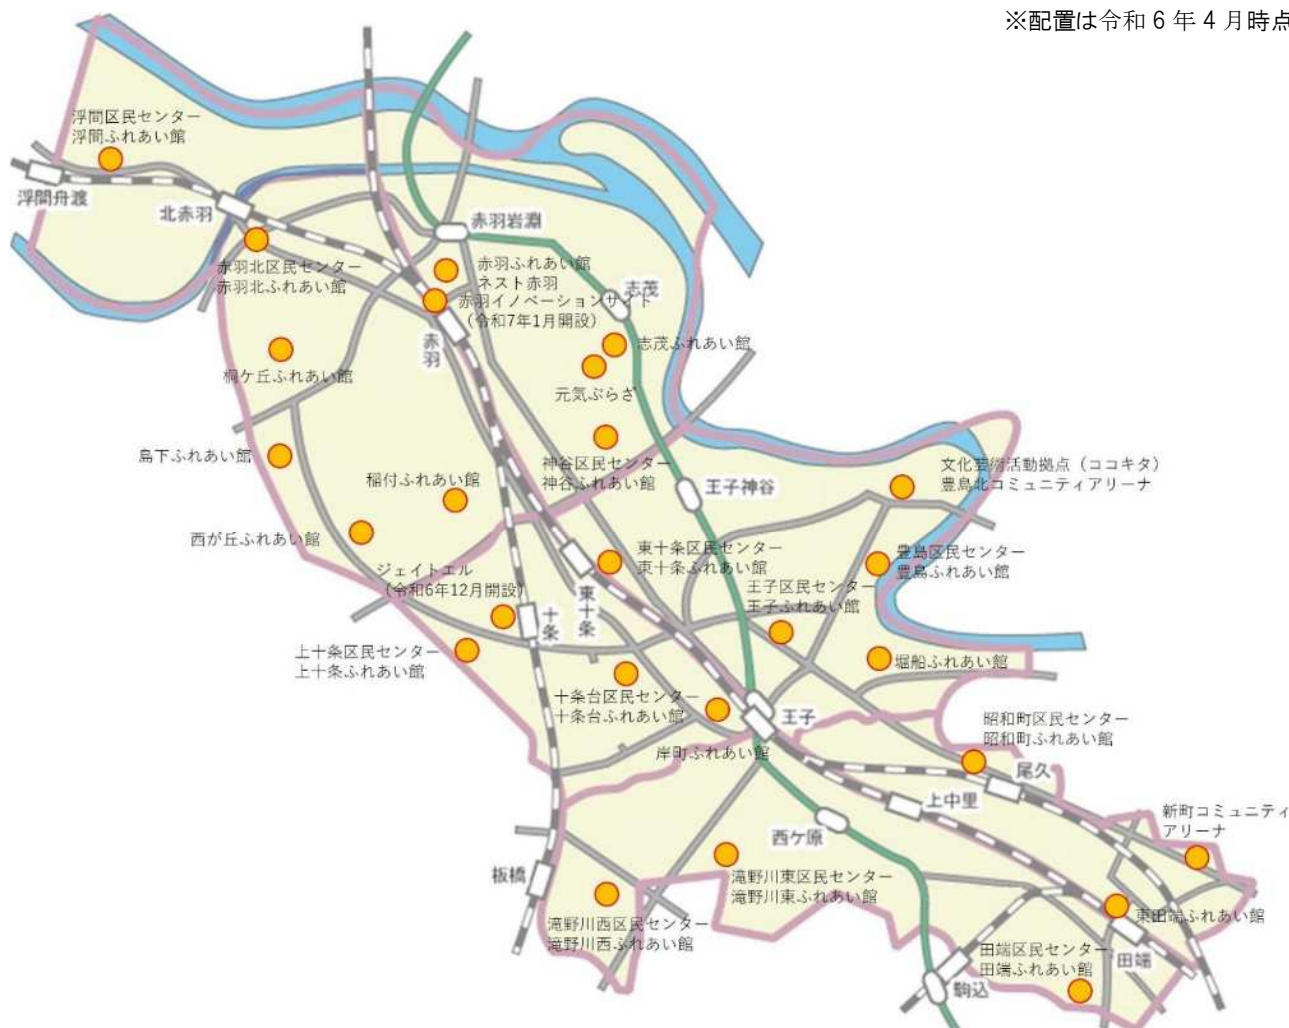 ※配置は令和６年４月時点
浮間区民センター
浮間ふれあい館
浮間舟渡
北赤羽
赤羽岩淵
赤羽北区民センター
赤羽北ふれあい館
赤羽ふれあい館
ネスト赤羽
赤羽イノベーションサイト
（令和7年1月開設）
志茂
赤羽
志茂ふれあい館
桐ケ丘ふれあい館
元気ぷらざ
島下ふれあい館
稲付ふれあい館
神谷区民センター
神谷ふれあい館
王子神谷
文化芸術活動拠点（ココキタ）
豊島北コミュニティアリーナ
西が丘ふれあい館
東十条区民センター
東十条ふれあい館
豊島区民センター
豊島ふれあい館
ジェイトエル
（令和6年12月開設）
東十条
王子区民センター
王子ふれあい館
十条
上十条区民センター
上十条ふれあい館
堀船ふれあい館
十条台区民センター
十条台ふれあい館
王子
岸町ふれあい館
昭和町区民センター
昭和町ふれあい館
尾久
上中里
新町コミュニティ
アリーナ
西ケ原
板橋
滝野川東区民センター
滝野川東ふれあい館
滝野川西区民センター
滝野川西ふれあい館
東田端ふれあい館
田端区民センター
田端ふれあい館
田端
駒込